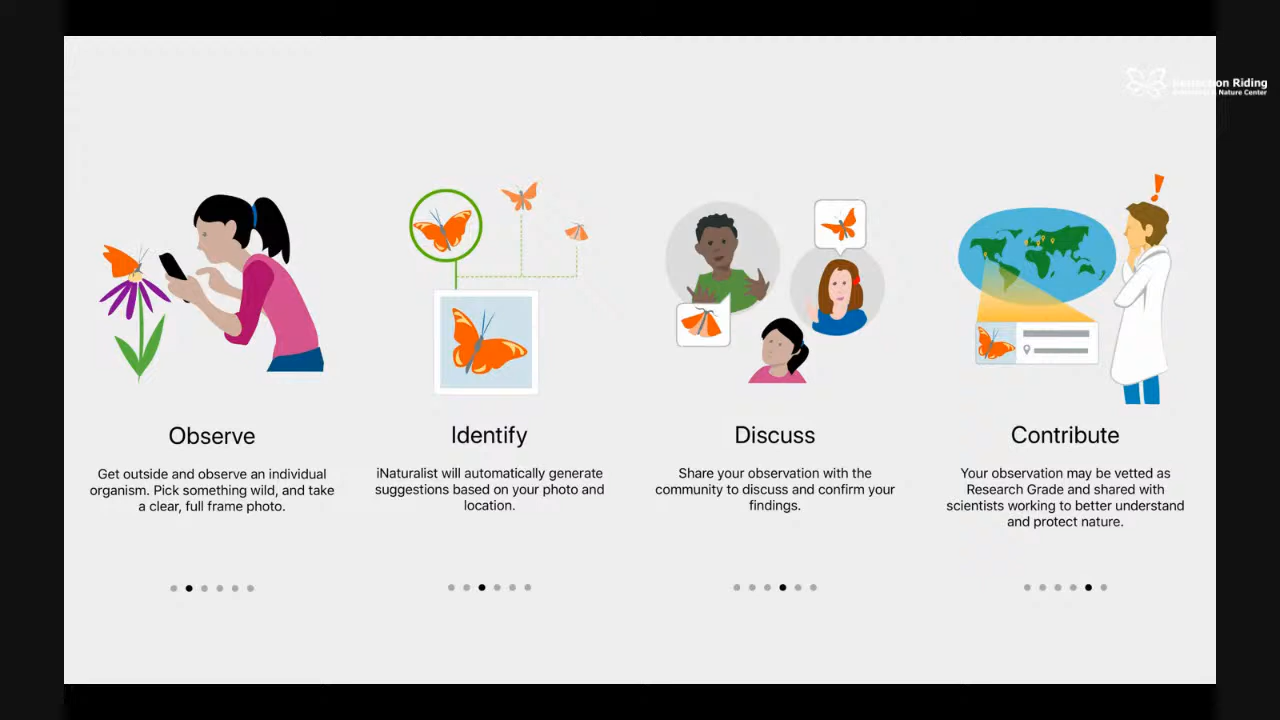 Reflection Riding
Nature Center
Observe
Get outside and observe an individual
organism. Pick something wild, and take
a clear, full frame photo.
Identify
iNaturalist will automatically generate
suggestions based on your photo and
location.
Discuss
Share your observation with the
community to discuss and confirm your
findings.
Contribute
Your observation may be vetted as
Research Grade and shared with
scientists working to better understand
and protect nature.